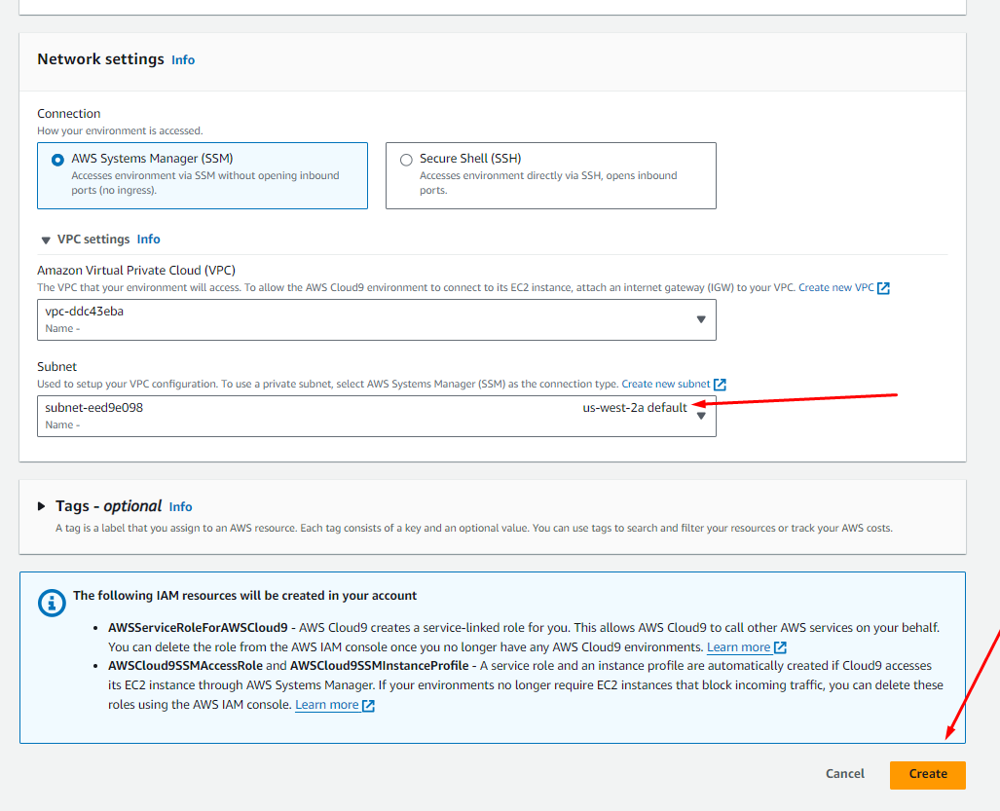 Network settings Info
Connection
How your environment is accessed.
AWS Systems Manager (SSM)
Accesses environment via SSM without opening inbound
ports (no ingress).
Secure Shell (SSH)
Accesses environment directly via SSH, opens inbound
ports.
VPC settings Info
Amazon Virtual Private Cloud (VPC)
The VPC that your environment will access. To allow the AWS Cloud9 environment to connect to its EC2 instance, attach an internet gateway (IGW) to your VPC. Create new VPC
vpc-ddc43eba
Name -
Subnet
Used to setup your VPC configuration. To use a private subnet, select AWS Systems Manager (SSM) as the connection type. Create new subnet
subnet-eed9e098 us-west-2a default
Name -
Tags - optional Info
A tag is a label that you assign to an AWS resource. Each tag consists of a key and an optional value. You can use tags to search and filter your resources or track your AWS costs.
The following IAM resources will be created in your account
• AWSServiceRoleForAWSCloud9 - AWS Cloud9 creates a service-linked role for you. This allows AWS Cloud9 to call other AWS services on your behalf.
You can delete the role from the AWS IAM console once you no longer have any AWS Cloud9 environments. Learn more
• AWSCloud9SSMAccessRole and AWSCloud9SSMInstanceProfile - A service role and an instance profile are automatically created if Cloud9 accesses
its EC2 instance through AWS Systems Manager. If your environments no longer require EC2 instances that block incoming traffic, you can delete these
roles using the AWS IAM console. Learn more
Cancel Create